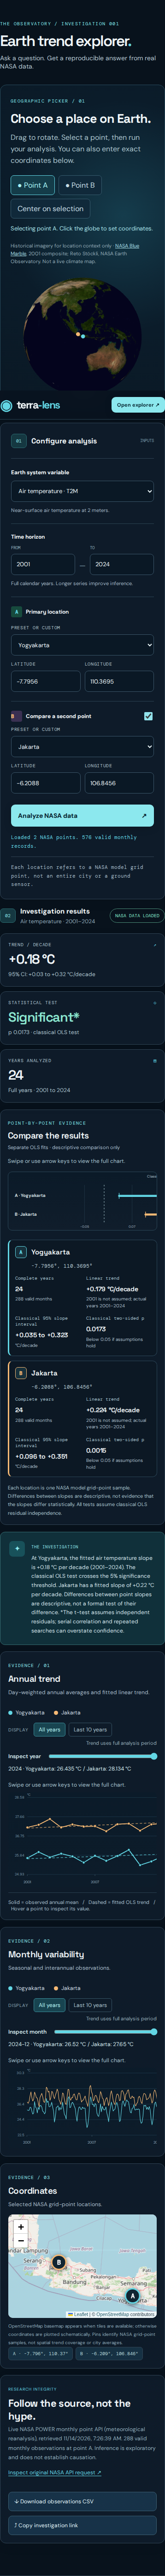 THE OBSERVATORY / INVESTIGATION 001
Earth trend explorer.
Ask a question. Get a reproducible answer from real
NASA data.
GEOGRAPHIC PICKER / 01
Choose a place on Earth.
Drag to rotate. Select a point, then run
your analysis. You can also enter exact
coordinates below.
Point A
Point B
Center on selection
Selecting point A. Click the globe to set coordinates.
Historical imagery for location context only · NASA Blue
Marble, 2001 composite; Reto Stöckli, NASA Earth
Observatory. Not a live climate map.
terra-lens
Open explorer ↗
01
Configure analysis
INPUTS
Earth system variable
Air temperature · T2M
Near-surface air temperature at 2 meters.
Time horizon
FROM
TO
2001
—
2024
Full calendar years. Longer series improve inference.
A
Primary location
PRESET OR CUSTOM
Yogyakarta
LATITUDE
LONGITUDE
-7.7956
110.3695
B
Compare a second point
PRESET OR CUSTOM
Jakarta
LATITUDE
LONGITUDE
-6.2088
106.8456
Analyze NASA data ↗
Loaded 2 NASA points. 576 valid monthly
records.
Each location refers to a NASA model grid
point, not an entire city or a ground
sensor.
02
Investigation results
Air temperature · 2001–2024
NASA DATA LOADED
TREND / DECADE
+0.18 °C
95% CI +0.03 to +0.32 °C/decade
STATISTICAL TEST
Significant*
p 0.0173 · classical OLS test
YEARS ANALYZED
24
Full years · 2001 to 2024
POINT-BY-POINT EVIDENCE
Compare the results
Separate OLS fits · descriptive comparison only
Swipe or use arrow keys to view the full chart.
A · Yogyakarta
B · Jakarta
A
Yogyakarta
-7.7956°, 110.3695°
Complete years
24
288 valid months
Linear trend
+0.179 °C/decade
2001 is not assumed; actual
years 2001–2024
Classical 95% slope
interval
+0.035 to +0.323
°C/decade
Classical two-sided p
0.0173
Below 0.05 if assumptions
hold
B
Jakarta
-6.2088°, 106.8456°
Complete years
24
288 valid months
Linear trend
+0.224 °C/decade
2001 is not assumed; actual
years 2001–2024
Classical 95% slope
interval
+0.096 to +0.351
°C/decade
Classical two-sided p
0.0015
Below 0.05 if assumptions
hold
Each location is one NASA model grid-point sample.
Differences between slopes are descriptive, not evidence that
the slopes differ statistically. All tests assume classical OLS
residual independence.
THE INVESTIGATION
At Yogyakarta, the fitted air temperature slope
is +0.18 °C per decade (2001–2024). The
classical OLS test crosses the 5% significance
threshold. Jakarta has a fitted slope of +0.22 °C
per decade. Differences between point slopes
are descriptive, not a formal test of their
difference. *The t-test assumes independent
residuals; serial correlation and repeated
searches can overstate confidence.
EVIDENCE / 01
Annual trend
Day-weighted annual averages and fitted linear trend.
Yogyakarta
Jakarta
DISPLAY
All years
Last 10 years
Trend uses full analysis period
Inspect year
2024 · Yogyakarta: 26.435 °C / Jakarta: 28.134 °C
Swipe or use arrow keys to view the full chart.
Solid = observed annual mean / Dashed = fitted OLS trend /
Hover a point to inspect its value.
EVIDENCE / 02
Monthly variability
Seasonal and interannual observations.
Yogyakarta
Jakarta
DISPLAY
All years
Last 10 years
Trend uses full analysis period
Inspect month
2024-12 · Yogyakarta: 26.52 °C / Jakarta: 27.65 °C
Swipe or use arrow keys to view the full chart.
EVIDENCE / 03
Coordinates
Selected NASA grid-point locations.
+
−
B
A
Bandung
Leaflet | © OpenStreetMap contributors
OpenStreetMap basemap appears when tiles are available; otherwise
coordinates are plotted schematically. Pins identify NASA grid-point
samples, not spatial trend coverage or city averages.
A · -7.796°, 110.37°
B · -6.209°, 106.846°
RESEARCH INTEGRITY
Follow the source, not the
hype.
Live NASA POWER monthly point API (meteorological
reanalysis), retrieved 11/14/2026, 7:26:39 AM. 288 valid
monthly observations at point A. Inference is exploratory
and does not establish causation.
Inspect original NASA API request ↗
↓ Download observations CSV
⤴ Copy investigation link